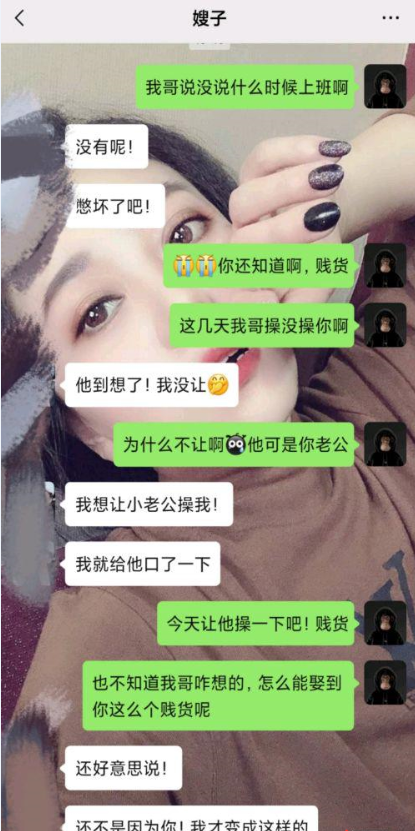 嫂子
我哥说没说什么时候上班啊
没有呢！
憋坏了吧！
😭😭你还知道啊，贱货
这几天我哥操没操你啊
他到想了！我没让🤭
为什么不让啊他可是你老公
我想让小老公操我！
我就给他口了一下
今天让他操一下吧！贱货
也不知道我哥咋想的，怎么能娶到
你这么个贱货呢
还好意思说！
还不是因为你！我才变成这样的